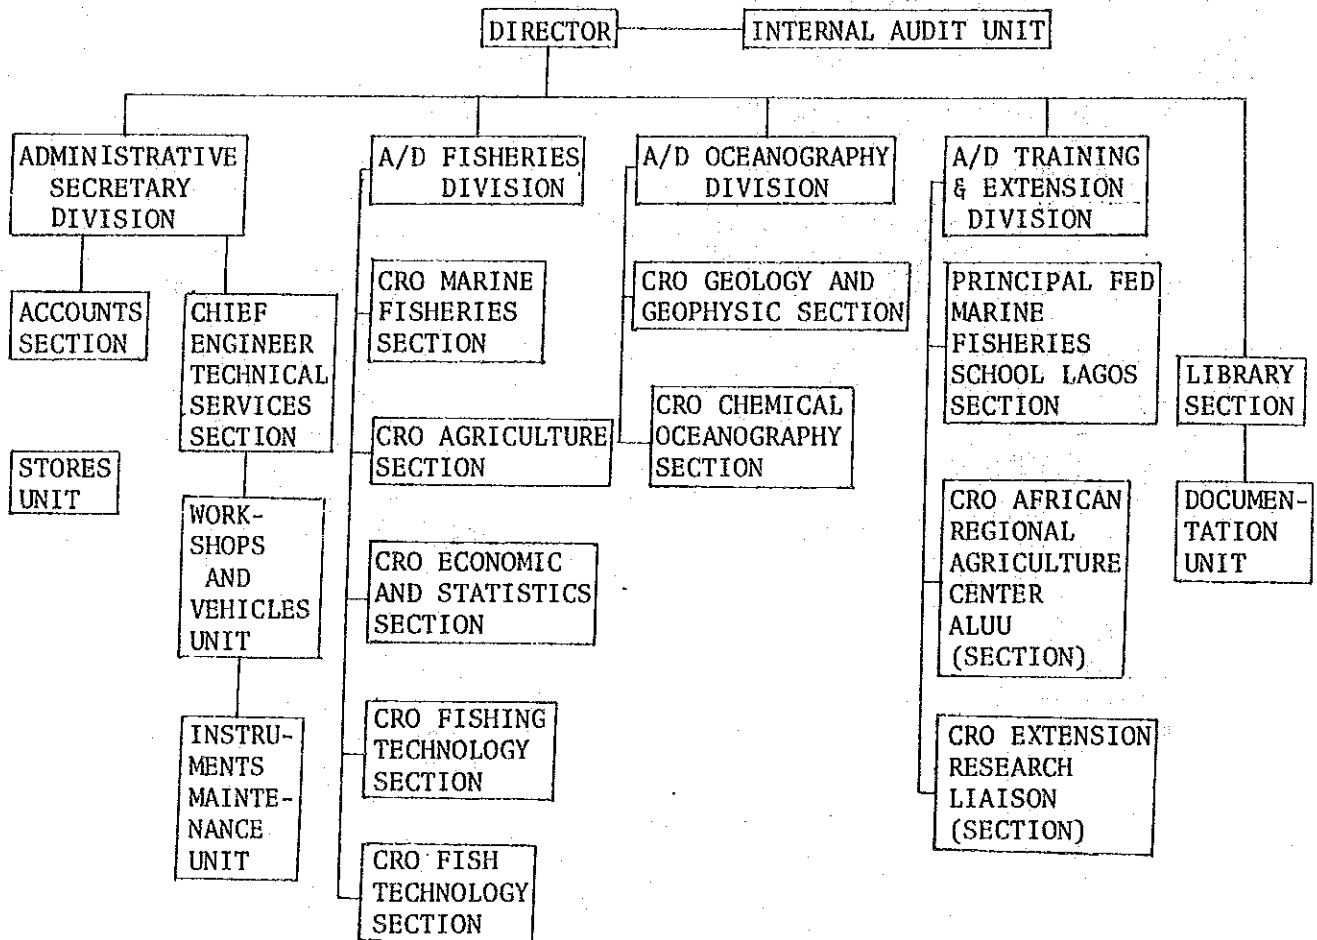 DIRECTOR
INTERNAL AUDIT UNIT
ADMINISTRATIVE
SECRETARY
DIVISION
A/D FISHERIES
DIVISION
A/D OCEANOGRAPHY
DIVISION
A/D TRAINING
& EXTENSION
DIVISION
ACCOUNTS
SECTION
CHIEF
ENGINEER
TECHNICAL
SERVICES
SECTION
CRO MARINE
FISHERIES
SECTION
CRO GEOLOGY AND
GEOPHYSIC SECTION
PRINCIPAL FED
MARINE
FISHERIES
SCHOOL LAGOS
SECTION
LIBRARY
SECTION
STORES
UNIT
CRO AGRICULTURE
SECTION
CRO CHEMICAL
OCEANOGRAPHY
SECTION
WORK-
SHOPS
AND
VEHICLES
UNIT
CRO ECONOMIC
AND STATISTICS
SECTION
CRO AFRICAN
REGIONAL
AGRICULTURE
CENTER
ALUU
(SECTION)
DOCUMEN-
TATION
UNIT
INSTRU-
MENTS
MAINTE-
NANCE
UNIT
CRO FISHING
TECHNOLOGY
SECTION
CRO EXTENSION
RESEARCH
LIAISON
(SECTION)
CRO FISH
TECHNOLOGY
SECTION